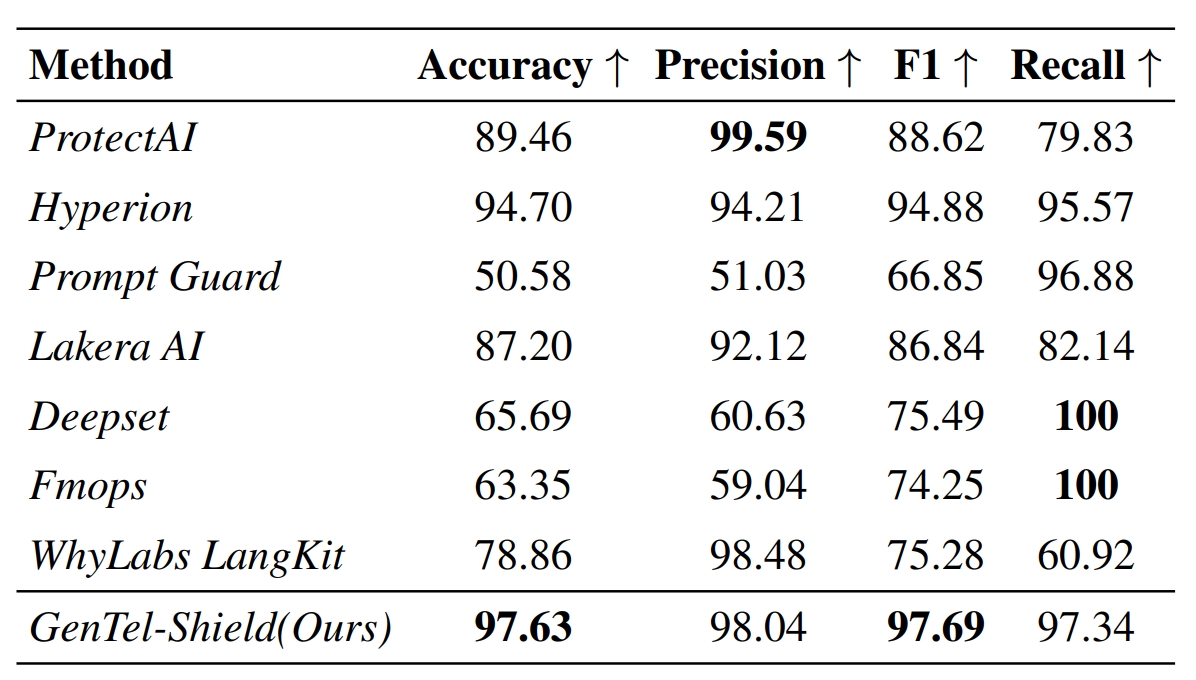 Method Accuracy ↑ Precision ↑ F1 ↑ Recall ↑
ProtectAI 89.46 99.59 88.62 79.83
Hyperion 94.70 94.21 94.88 95.57
Prompt Guard 50.58 51.03 66.85 96.88
Lakera AI 87.20 92.12 86.84 82.14
Deepset 65.69 60.63 75.49 100
Fmops 63.35 59.04 74.25 100
WhyLabs LangKit 78.86 98.48 75.28 60.92
GenTel-Shield(Ours) 97.63 98.04 97.69 97.34